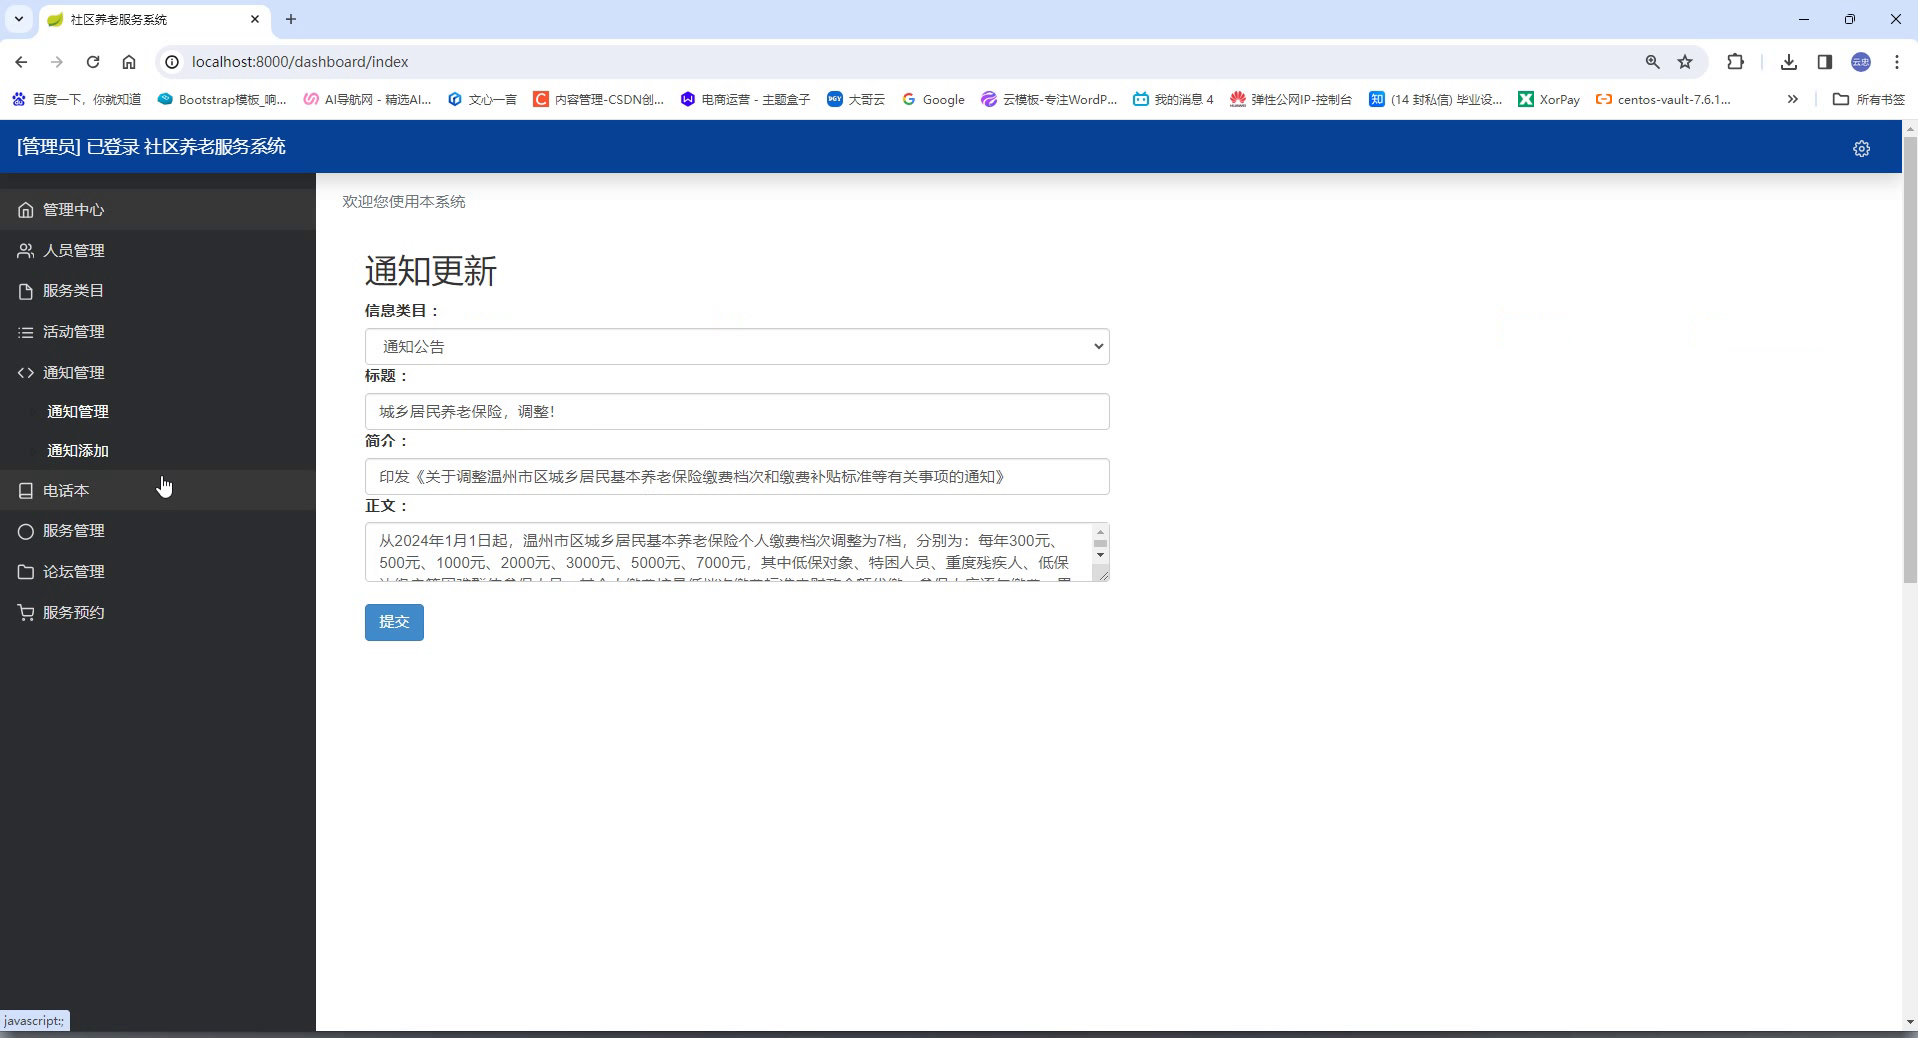 社区养老服务系统
localhost:8000/dashboard/index
云忠
百度一下，你就知道
Bootstrap模板_响...
AI导航网 - 精选AI...
文心一言
内容管理-CSDN创...
电商运营 - 主题盒子
大哥云
Google
云模板-专注WordP...
我的消息 4
弹性公网IP-控制台
知
(14 封私信) 毕业设...
XorPay
centos-vault-7.6.1...
所有书签
[管理员] 已登录 社区养老服务系统
管理中心
人员管理
服务类目
活动管理
通知管理
通知管理
通知添加
电话本
服务管理
论坛管理
服务预约
欢迎您使用本系统
通知更新
信息类目：
通知公告
标题：
城乡居民养老保险，调整！
简介：
印发《关于调整温州市区城乡居民基本养老保险缴费档次和缴费补贴标准等有关事项的通知》
正文：
从2024年1月1日起，温州市区城乡居民基本养老保险个人缴费档次调整为7档，分别为：每年300元、
500元、1000元、2000元、3000元、5000元、7000元，其中低保对象、特困人员、重度残疾人、低保
提交
javascript:;